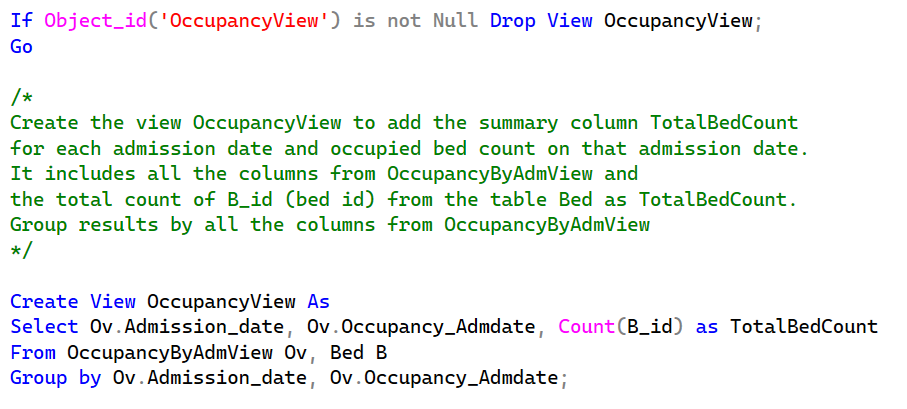 If Object_id('OccupancyView') is not Null Drop View OccupancyView;
Go
/*
Create the view OccupancyView to add the summary column TotalBedCount
for each admission date and occupied bed count on that admission date.
It includes all the columns from OccupancyByAdmView and
the total count of B_id (bed id) from the table Bed as TotalBedCount.
Group results by all the columns from OccupancyByAdmView
*/
Create View OccupancyView As
Select Ov.Admission_date, Ov.Occupancy_Admdate, Count(B_id) as TotalBedCount
From OccupancyByAdmView Ov, Bed B
Group by Ov.Admission_date, Ov.Occupancy_Admdate;